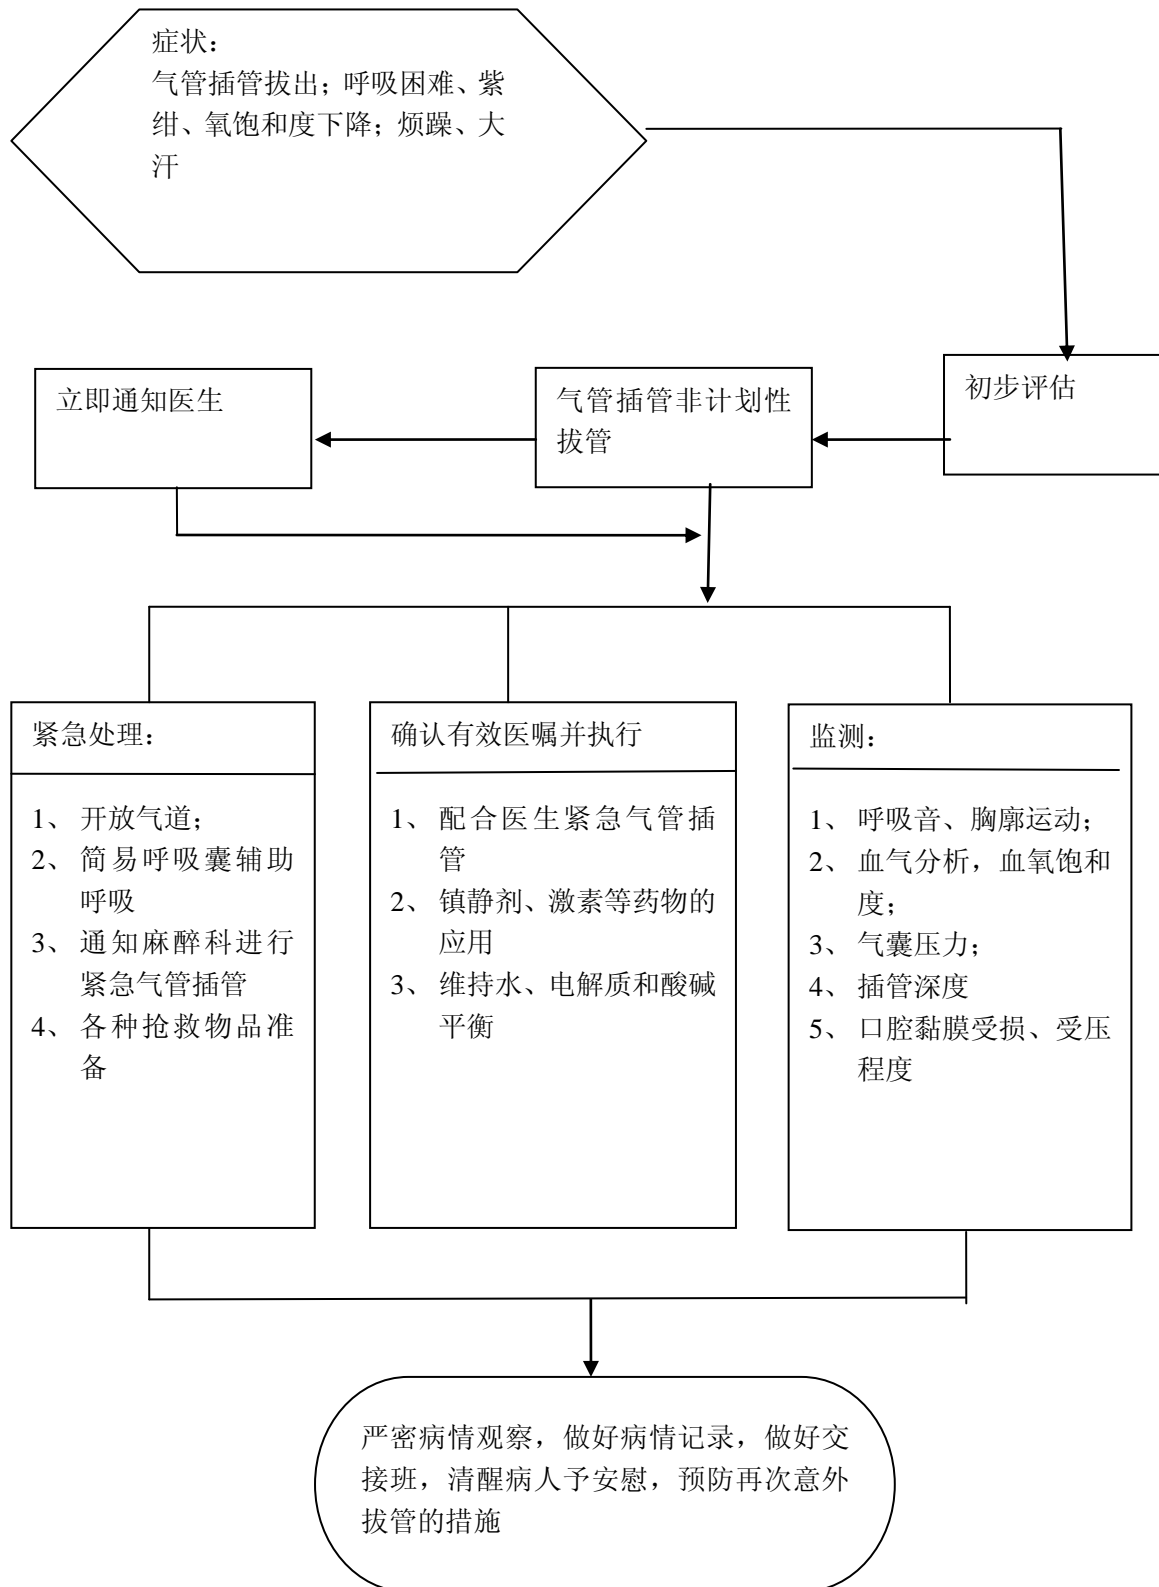 症状：
气管插管拔出；呼吸困难、紫
绀、氧饱和度下降；烦躁、大
汗
立即通知医生
气管插管非计划性
拔管
初步评估
紧急处理：
1、 开放气道；
2、 简易呼吸囊辅助
呼吸
3、 通知麻醉科进行
紧急气管插管
4、 各种抢救物品准
备
确认有效医嘱并执行
1、 配合医生紧急气管插
管
2、 镇静剂、激素等药物的
应用
3、 维持水、电解质和酸碱
平衡
监测：
1、 呼吸音、胸廓运动；
2、 血气分析，血氧饱和
度；
3、 气囊压力；
4、 插管深度
5、 口腔黏膜受损、受压
程度
严密病情观察，做好病情记录，做好交
接班，清醒病人予安慰，预防再次意外
拔管的措施